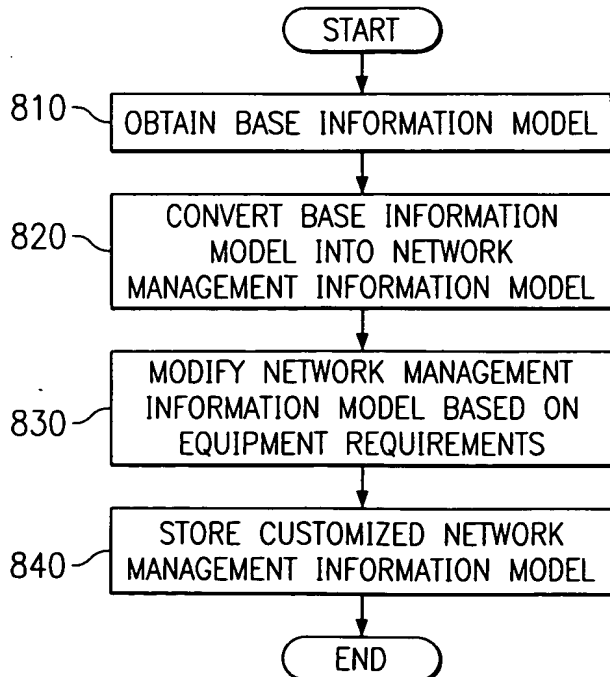 START
810
OBTAIN BASE INFORMATION MODEL
820
CONVERT BASE INFORMATION
MODEL INTO NETWORK
MANAGEMENT INFORMATION MODEL
830
MODIFY NETWORK MANAGEMENT
INFORMATION MODEL BASED ON
EQUIPMENT REQUIREMENTS
840
STORE CUSTOMIZED NETWORK
MANAGEMENT INFORMATION MODEL
END